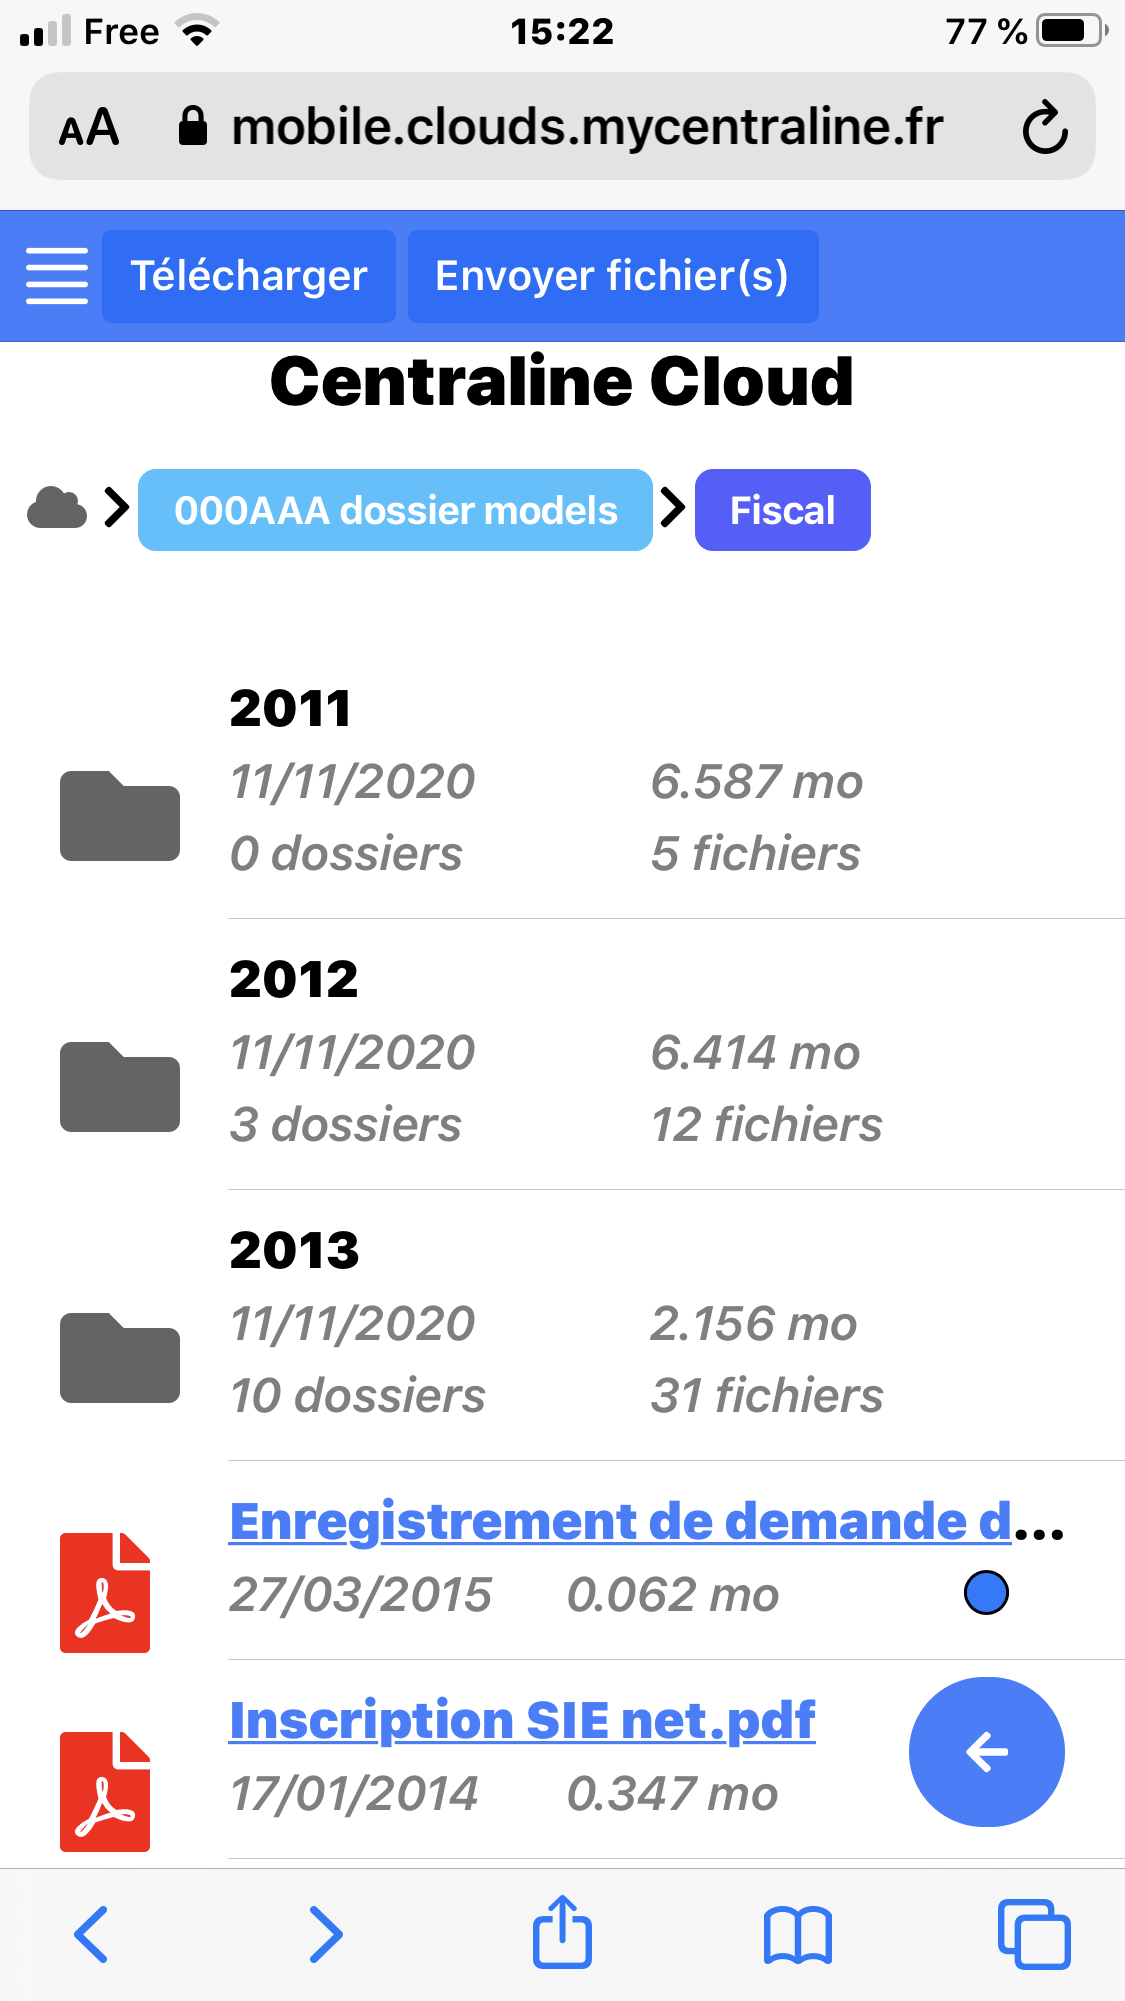 Free 15:22 77 %
AA mobile.clouds.mycentraline.fr
Télécharger Envoyer fichier(s)
Centraline Cloud
000AAA dossier models Fiscal
2011
11/11/2020 6.587 mo
0 dossiers 5 fichiers
2012
11/11/2020 6.414 mo
3 dossiers 12 fichiers
2013
11/11/2020 2.156 mo
10 dossiers 31 fichiers
Enregistrement de demande d...
27/03/2015 0.062 mo
Inscription SIE net.pdf
17/01/2014 0.347 mo